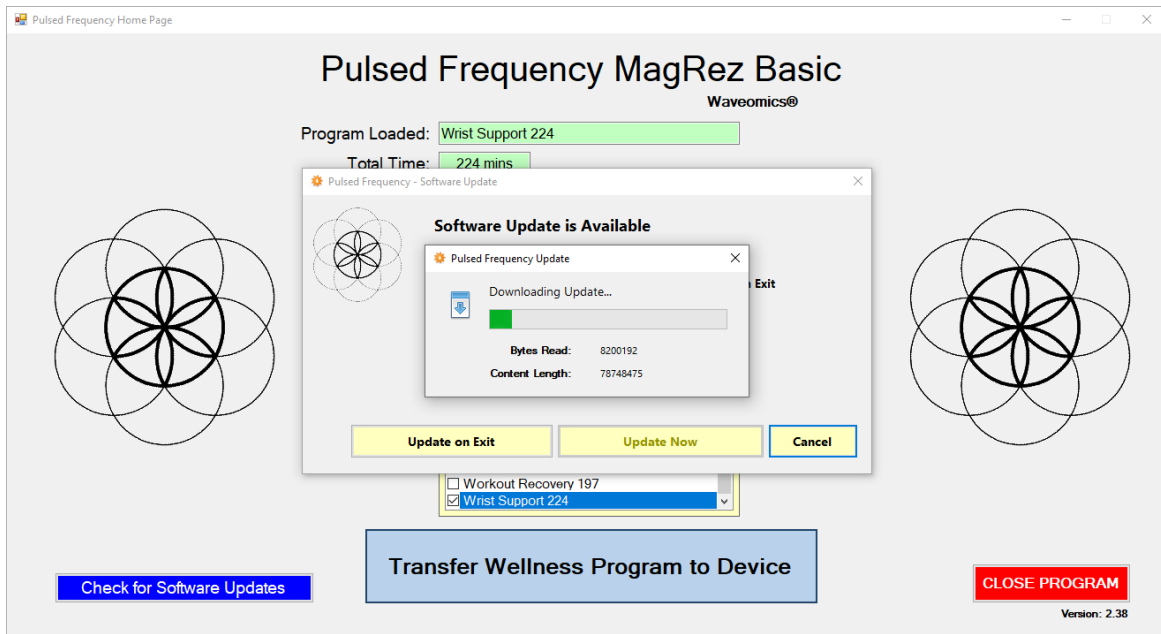 Pulsed Frequency Home Page
Pulsed Frequency MagRez Basic
Waveomics®
Program Loaded: Wrist Support 224
Total Time: 224 mins
Pulsed Frequency - Software Update
Software Update is Available
Exit
Pulsed Frequency Update
Downloading Update...
Bytes Read: 8200192
Content Length: 78748475
Update on Exit Update Now Cancel
Workout Recovery 197
Wrist Support 224
Transfer Wellness Program to Device
Check for Software Updates
CLOSE PROGRAM
Version: 2.38